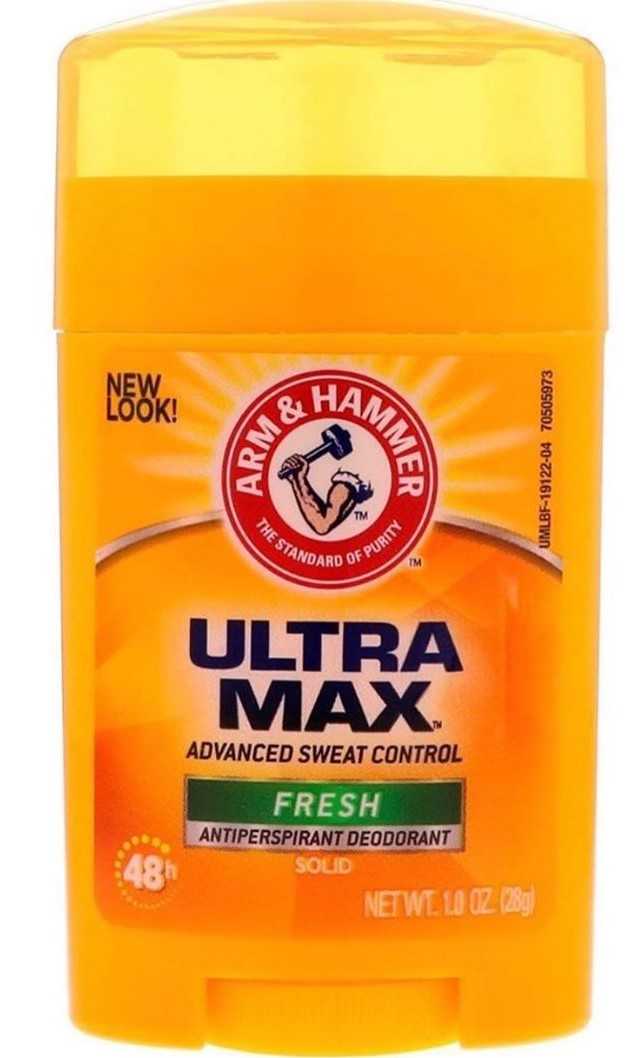 NEW
LOOK!
ARM & HAMMER
™
THE STANDARD OF PURITY
™
UMLBF-19122-04 70505973
ULTRA
MAX™
ADVANCED SWEAT CONTROL
FRESH
ANTIPERSPIRANT DEODORANT
SOLID
48h
NET WT. 1.0 OZ. (28g)